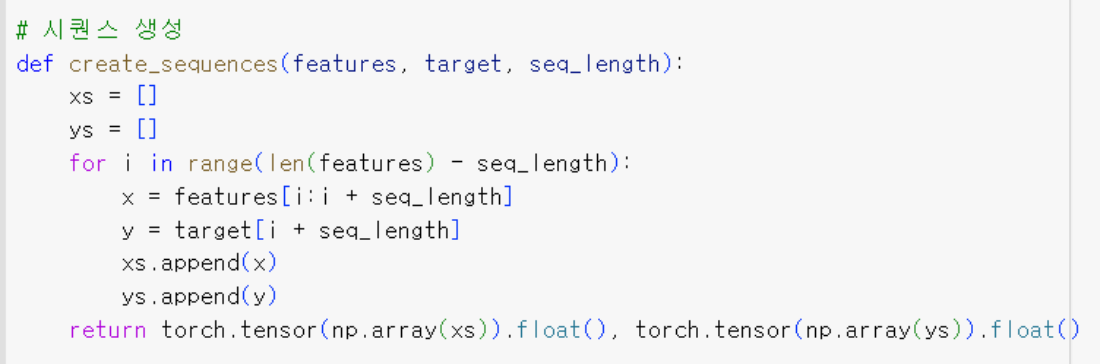 # 시퀀스 생성
def create_sequences(features, target, seq_length):
    xs = []
    ys = []
    for i in range(len(features) - seq_length):
        x = features[i:i + seq_length]
        y = target[i + seq_length]
        xs.append(x)
        ys.append(y)
    return torch.tensor(np.array(xs)).float(), torch.tensor(np.array(ys)).float()